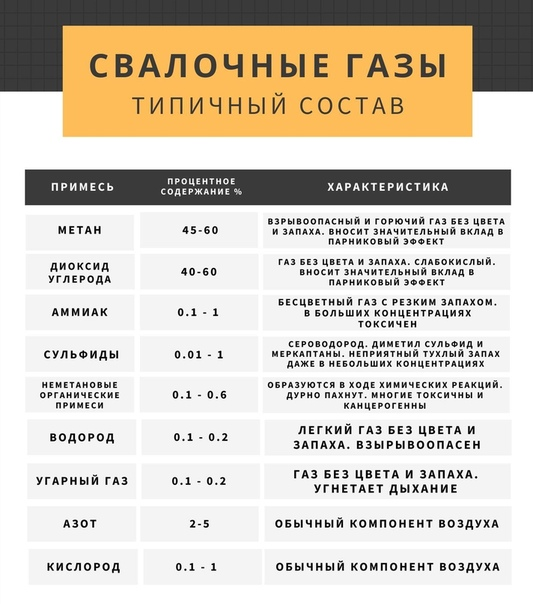 СВАЛОЧНЫЕ ГАЗЫ
ТИПИЧНЫЙ СОСТАВ
ПРИМЕСЬ
ПРОЦЕНТНОЕ
СОДЕРЖАНИЕ %
ХАРАКТЕРИСТИКА
МЕТАН
45-60
ВЗРЫВООПАСНЫЙ И ГОРЮЧИЙ ГАЗ БЕЗ ЦВЕТА
И ЗАПАХА. ВНОСИТ ЗНАЧИТЕЛЬНЫЙ ВКЛАД В
ПАРНИКОВЫЙ ЭФФЕКТ
ДИОКСИД
УГЛЕРОДА
40-60
ГАЗ БЕЗ ЦВЕТА И ЗАПАХА. СЛАБОКИСЛЫЙ.
ВНОСИТ ЗНАЧИТЕЛЬНЫЙ ВКЛАД В
ПАРНИКОВЫЙ ЭФФЕКТ
АММИАК
0.1 - 1
БЕСЦВЕТНЫЙ ГАЗ С РЕЗКИМ ЗАПАХОМ.
В БОЛЬШИХ КОНЦЕНТРАЦИЯХ
ТОКСИЧЕН
СУЛЬФИДЫ
0.01 - 1
СЕРОВОДОРОД. ДИМЕТИЛ СУЛЬФИД И
МЕРКАПТАНЫ. НЕПРИЯТНЫЙ ТУХЛЫЙ ЗАПАХ
ДАЖЕ В НЕБОЛЬШИХ КОНЦЕНТРАЦИЯХ
НЕМЕТАНОВЫЕ
ОРГАНИЧЕСКИЕ
ПРИМЕСИ
0.1 - 0.6
ОБРАЗУЮТСЯ В ХОДЕ ХИМИЧЕСКИХ РЕАКЦИЙ.
ДУРНО ПАХНУТ. МНОГИЕ ТОКСИЧНЫ И
КАНЦЕРОГЕННЫ
ВОДОРОД
0.1 - 0.2
ЛЕГКИЙ ГАЗ БЕЗ ЦВЕТА И
ЗАПАХА. ВЗЫРЫВООПАСЕН
УГАРНЫЙ ГАЗ
0.1 - 0.2
ГАЗ БЕЗ ЦВЕТА И ЗАПАХА.
УГНЕТАЕТ ДЫХАНИЕ
АЗОТ
2-5
ОБЫЧНЫЙ КОМПОНЕНТ ВОЗДУХА
КИСЛОРОД
0.1 - 1
ОБЫЧНЫЙ КОМПОНЕНТ ВОЗДУХА